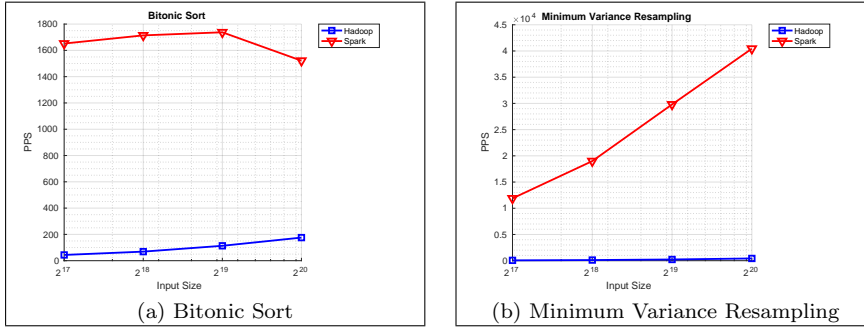 Bitonic Sort
1800
1600
1400
1200
1000
800
600
400
200
0
PPS
2^17
2^18
2^19
2^20
Input Size
Hadoop
Spark
(a) Bitonic Sort
×10^4
Minimum Variance Resampling
4.5
4
3.5
3
2.5
2
1.5
1
0.5
0
PPS
2^17
2^18
2^19
2^20
Input Size
Hadoop
Spark
(b) Minimum Variance Resampling